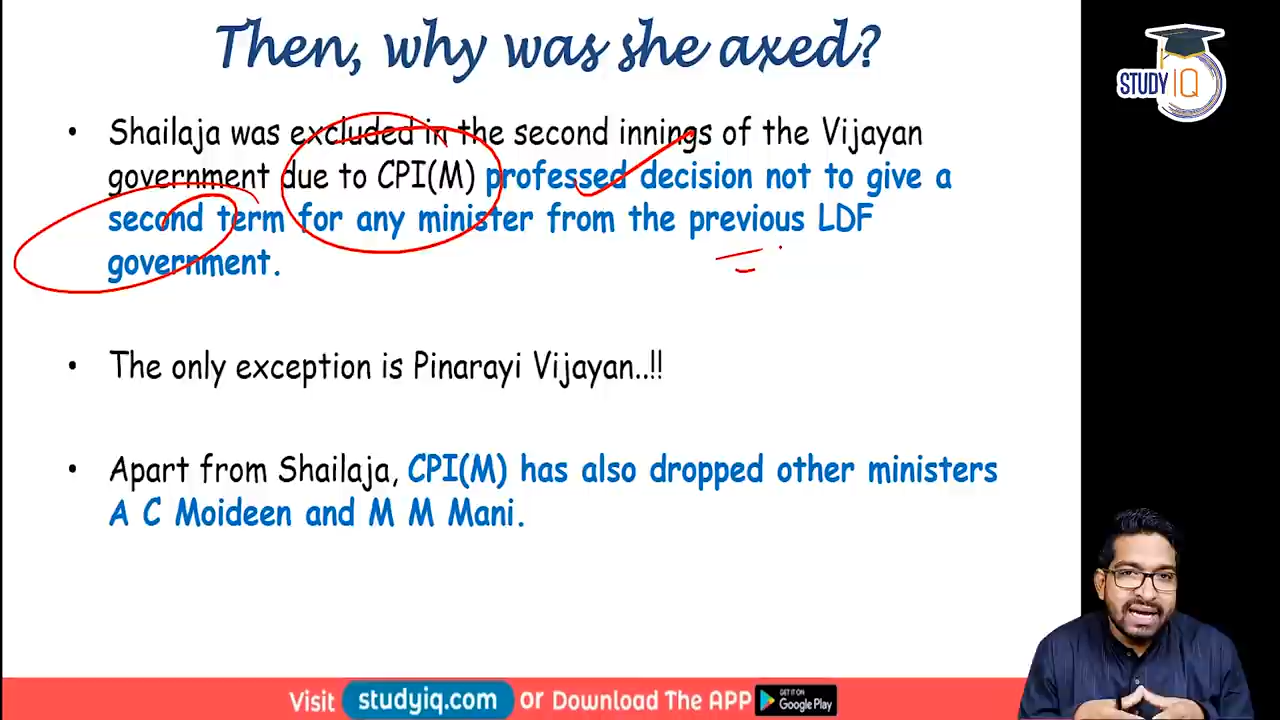 Then, why was she axed?
STUDY IQ
• Shailaja was excluded in the second innings of the Vijayan
government due to CPI(M) professed decision not to give a
second term for any minister from the previous LDF
government.
• The only exception is Pinarayi Vijayan..!!
• Apart from Shailaja, CPI(M) has also dropped other ministers
A C Moideen and M M Mani.
Visit studyiq.com or Download The APP GET IT ON Google Play